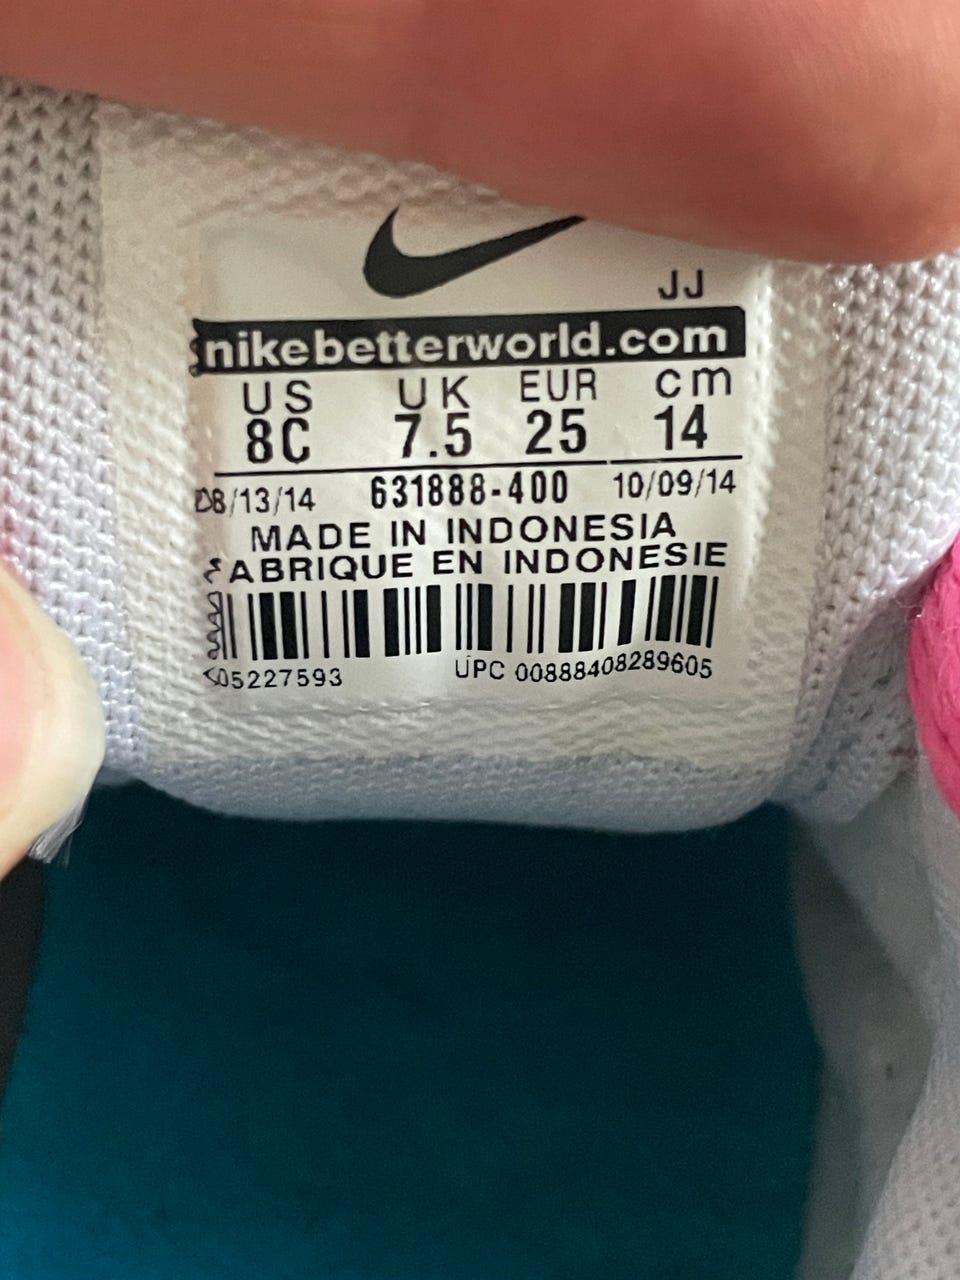 JJ
nikebetterworld.com
US UK EUR cm
8C 7.5 25 14
08/13/14 631888-400 10/09/14
MADE IN INDONESIA
FABRIQUE EN INDONESIE
05227593 UPC 00888408289605